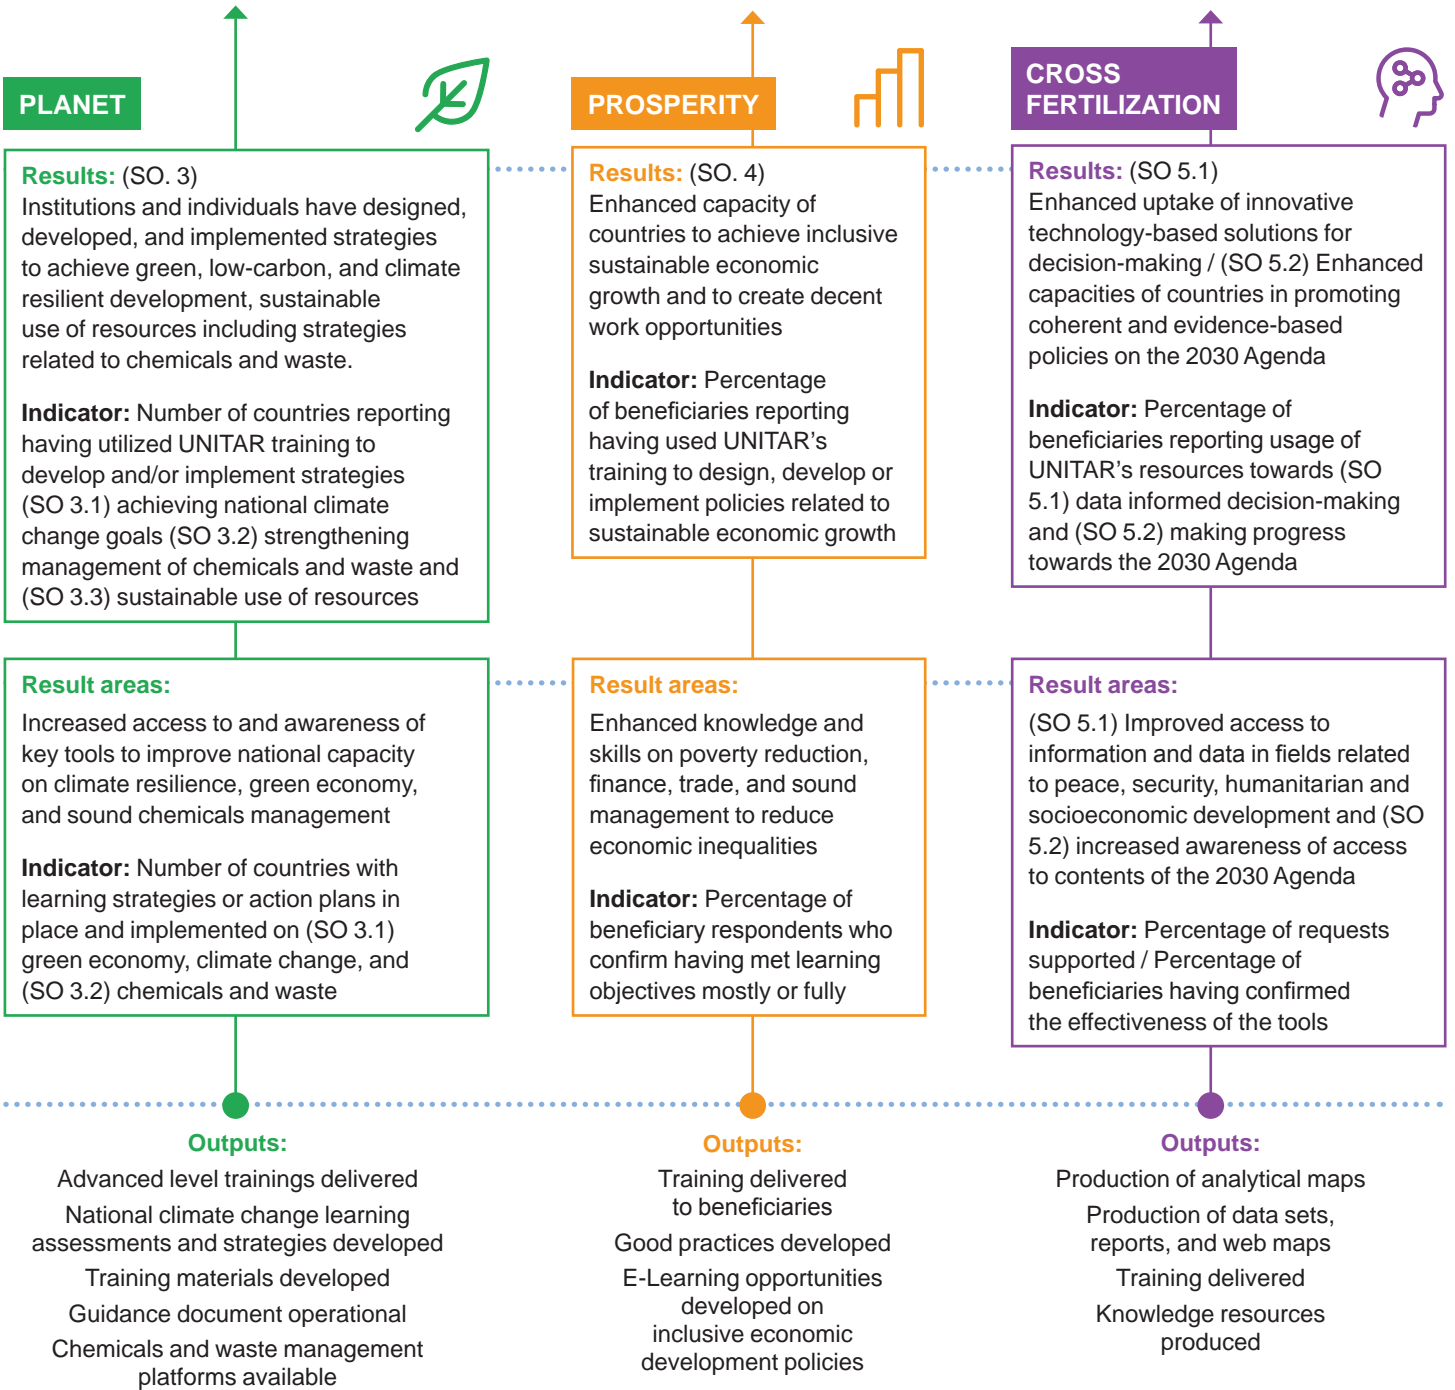 PLANET
Results: (SO. 3)
Institutions and individuals have designed,
developed, and implemented strategies
to achieve green, low-carbon, and climate
resilient development, sustainable
use of resources including strategies
related to chemicals and waste.
Indicator: Number of countries reporting
having utilized UNITAR training to
develop and/or implement strategies
(SO 3.1) achieving national climate
change goals (SO 3.2) strengthening
management of chemicals and waste and
(SO 3.3) sustainable use of resources
Result areas:
Increased access to and awareness of
key tools to improve national capacity
on climate resilience, green economy,
and sound chemicals management
Indicator: Number of countries with
learning strategies or action plans in
place and implemented on (SO 3.1)
green economy, climate change, and
(SO 3.2) chemicals and waste
Outputs:
Advanced level trainings delivered
National climate change learning
assessments and strategies developed
Training materials developed
Guidance document operational
Chemicals and waste management
platforms available
PROSPERITY
Results: (SO. 4)
Enhanced capacity of
countries to achieve inclusive
sustainable economic
growth and to create decent
work opportunities
Indicator: Percentage
of beneficiaries reporting
having used UNITAR’s
training to design, develop or
implement policies related to
sustainable economic growth
Result areas:
Enhanced knowledge and
skills on poverty reduction,
finance, trade, and sound
management to reduce
economic inequalities
Indicator: Percentage of
beneficiary respondents who
confirm having met learning
objectives mostly or fully
Outputs:
Training delivered
to beneficiaries
Good practices developed
E-Learning opportunities
developed on
inclusive economic
development policies
CROSS
FERTILIZATION
Results: (SO 5.1)
Enhanced uptake of innovative
technology-based solutions for
decision-making / (SO 5.2) Enhanced
capacities of countries in promoting
coherent and evidence-based
policies on the 2030 Agenda
Indicator: Percentage of
beneficiaries reporting usage of
UNITAR’s resources towards (SO
5.1) data informed decision-making
and (SO 5.2) making progress
towards the 2030 Agenda
Result areas:
(SO 5.1) Improved access to
information and data in fields related
to peace, security, humanitarian and
socioeconomic development and (SO
5.2) increased awareness of access
to contents of the 2030 Agenda
Indicator: Percentage of requests
supported / Percentage of
beneficiaries having confirmed
the effectiveness of the tools
Outputs:
Production of analytical maps
Production of data sets,
reports, and web maps
Training delivered
Knowledge resources
produced